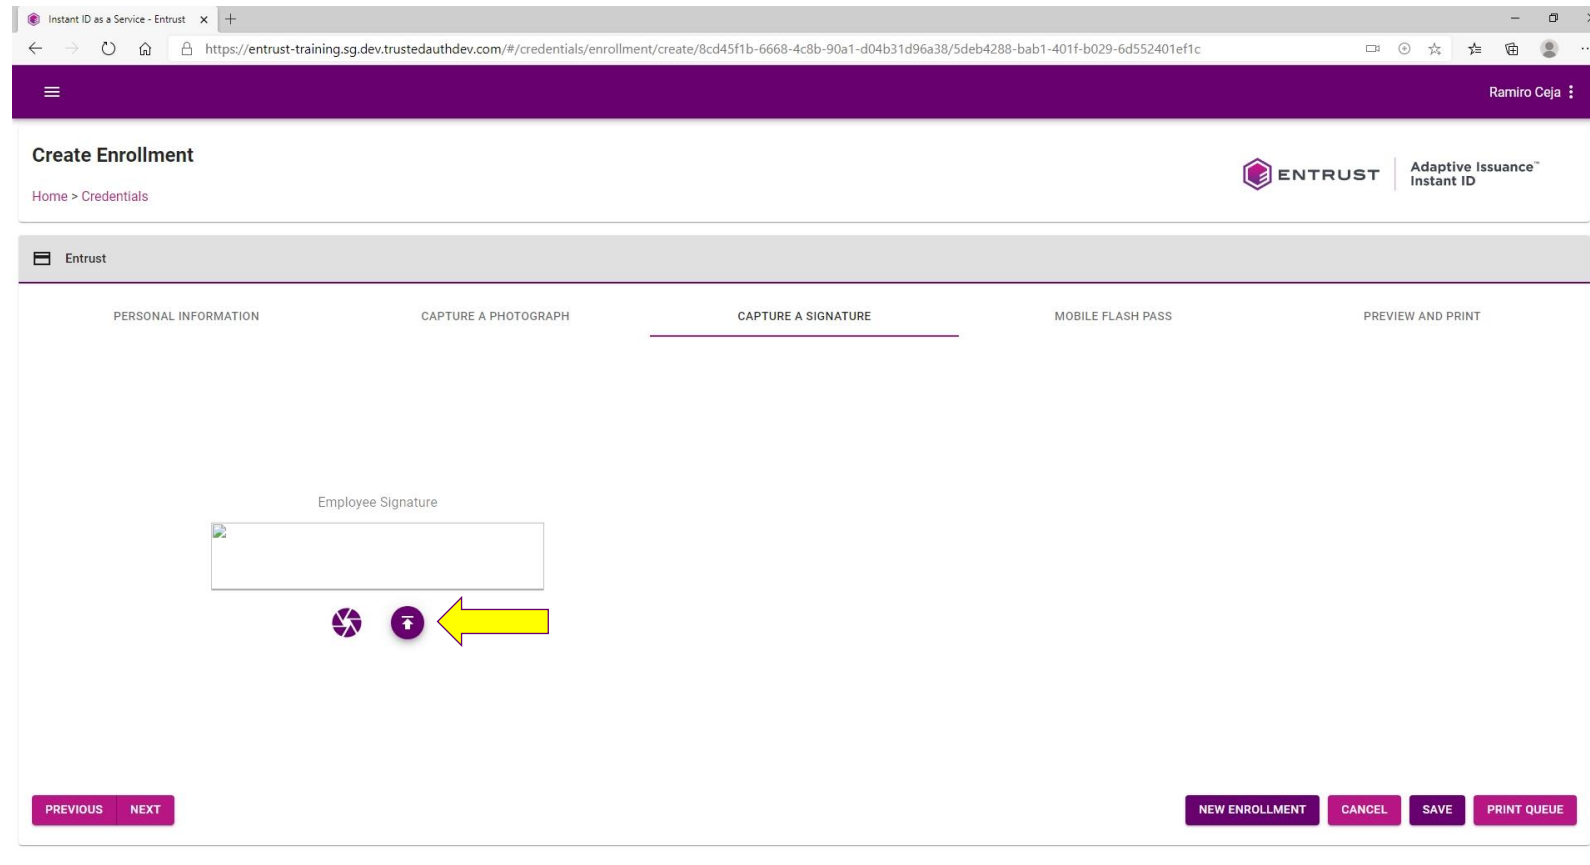 Instant ID as a Service - Entrust
https://entrust-training.sg.dev.trustedauthdev.com/#/credentials/enrollment/create/8cd45f1b-6668-4c8b-90a1-d04b31d96a38/5deb4288-bab1-401f-b029-6d552401ef1c
Ramiro Ceja
Create Enrollment
Home > Credentials
ENTRUST
Adaptive Issuance™
Instant ID
Entrust
PERSONAL INFORMATION
CAPTURE A PHOTOGRAPH
CAPTURE A SIGNATURE
MOBILE FLASH PASS
PREVIEW AND PRINT
Employee Signature
PREVIOUS
NEXT
NEW ENROLLMENT
CANCEL
SAVE
PRINT QUEUE